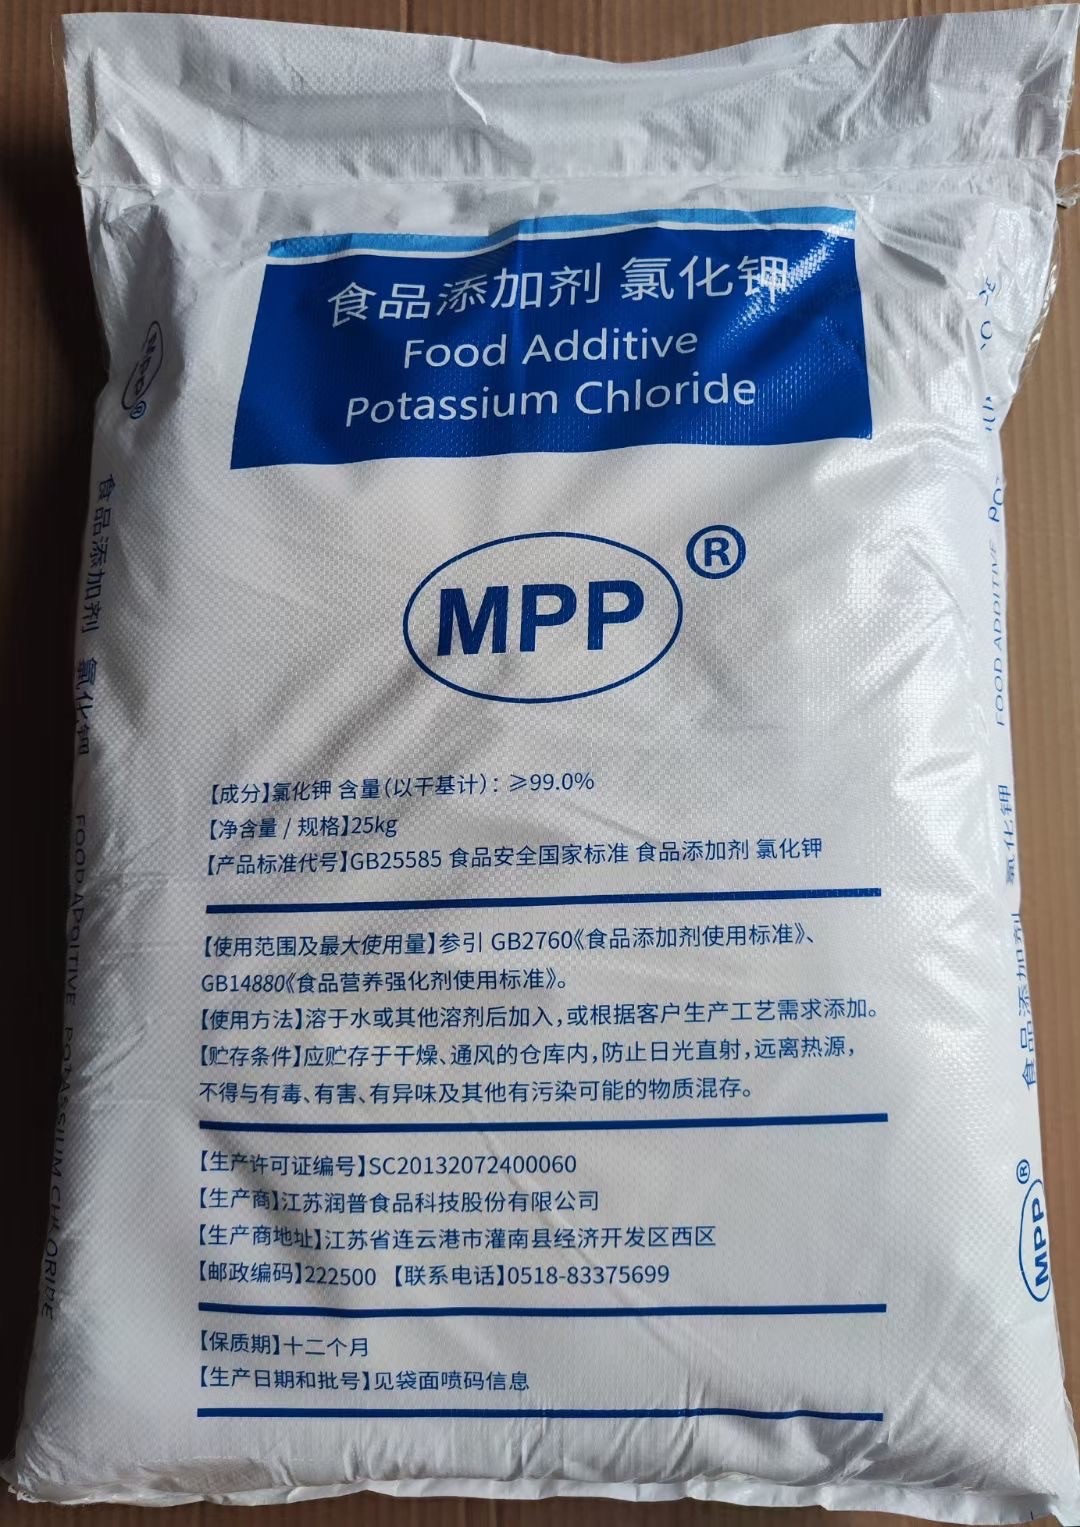 食品添加剂 氯化钾
Food Additive
Potassium Chloride
MPP®
【成分】氯化钾 含量（以干基计）：≥99.0%
【净含量 / 规格】25kg
【产品标准代号】GB25585 食品安全国家标准 食品添加剂 氯化钾
【使用范围及最大使用量】参引 GB2760《食品添加剂使用标准》、
GB14880《食品营养强化剂使用标准》。
【使用方法】溶于水或其他溶剂后加入，或根据客户生产工艺需求添加。
【贮存条件】应贮存于干燥、通风的仓库内，防止日光直射，远离热源，
不得与有毒、有害、有异味及其他有污染可能的物质混存。
【生产许可证编号】SC20132072400060
【生产商】江苏润普食品科技股份有限公司
【生产商地址】江苏省连云港市灌南县经济开发区西区
【邮政编码】222500 【联系电话】0518-83375699
【保质期】十二个月
【生产日期和批号】见袋面喷码信息
食品添加剂 氯化钾 FOOD ADDITIVE POTASSIUM CHLORIDE
MPP®
食品添加剂 氯化钾 FOOD ADDITIVE